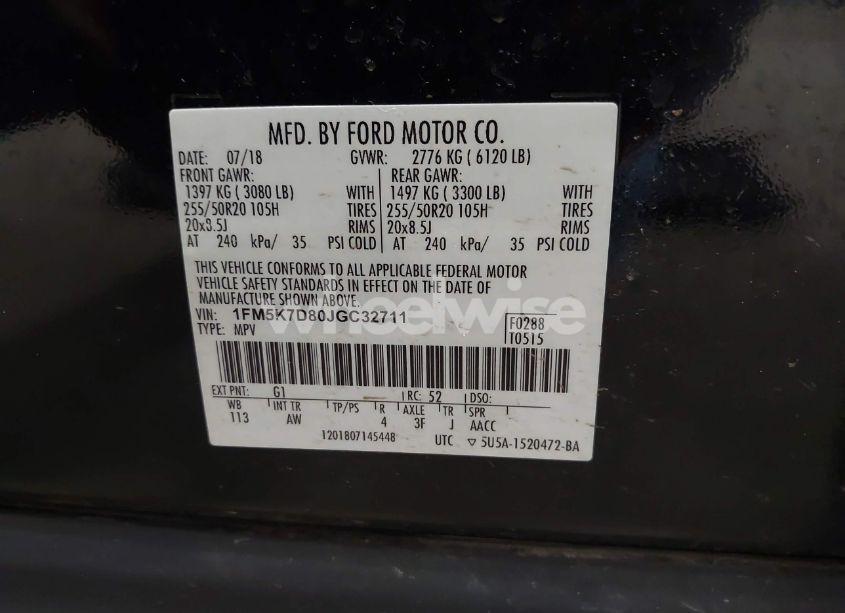 MFD. BY FORD MOTOR CO.
DATE: 07/18 GVWR: 2776 KG ( 6120 LB)
FRONT GAWR: REAR GAWR:
1397 KG ( 3080 LB) WITH 1497 KG ( 3300 LB) WITH
255/50R20 105H TIRES 255/50R20 105H TIRES
20x8.5J RIMS 20x8.5J RIMS
AT 240 kPa/ 35 PSI COLD AT 240 kPa/ 35 PSI COLD
THIS VEHICLE CONFORMS TO ALL APPLICABLE FEDERAL MOTOR
VEHICLE SAFETY STANDARDS IN EFFECT ON THE DATE OF
MANUFACTURE SHOWN ABOVE.
wheelwise
VIN: 1FM5K7D80JGC32711 F0288
TYPE: MPV T0515
EXT PNT: G1 RC: 52 DSO:
WB INT TR TP/PS R AXLE TR SPR
113 AW 4 3F J AACC
1201807145448 UTC ▽ 5U5A-1520472-BA